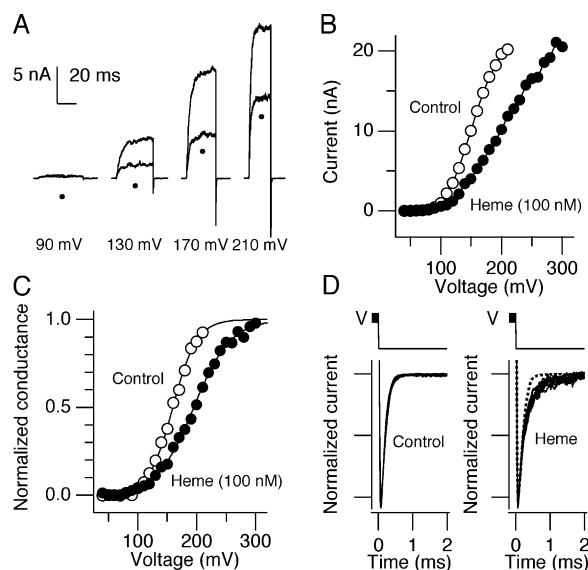 A
5 nA
20 ms
90 mV
130 mV
170 mV
210 mV
B
Current (nA)
20
10
0
Control
Heme (100 nM)
100
200
300
Voltage (mV)
C
Normalized conductance
1.0
0.5
0.0
Control
Heme (100 nM)
100
200
300
Voltage (mV)
D
V
V
Normalized current
Control
Normalized current
Heme
0
1
2
0
1
2
Time (ms)
Time (ms)